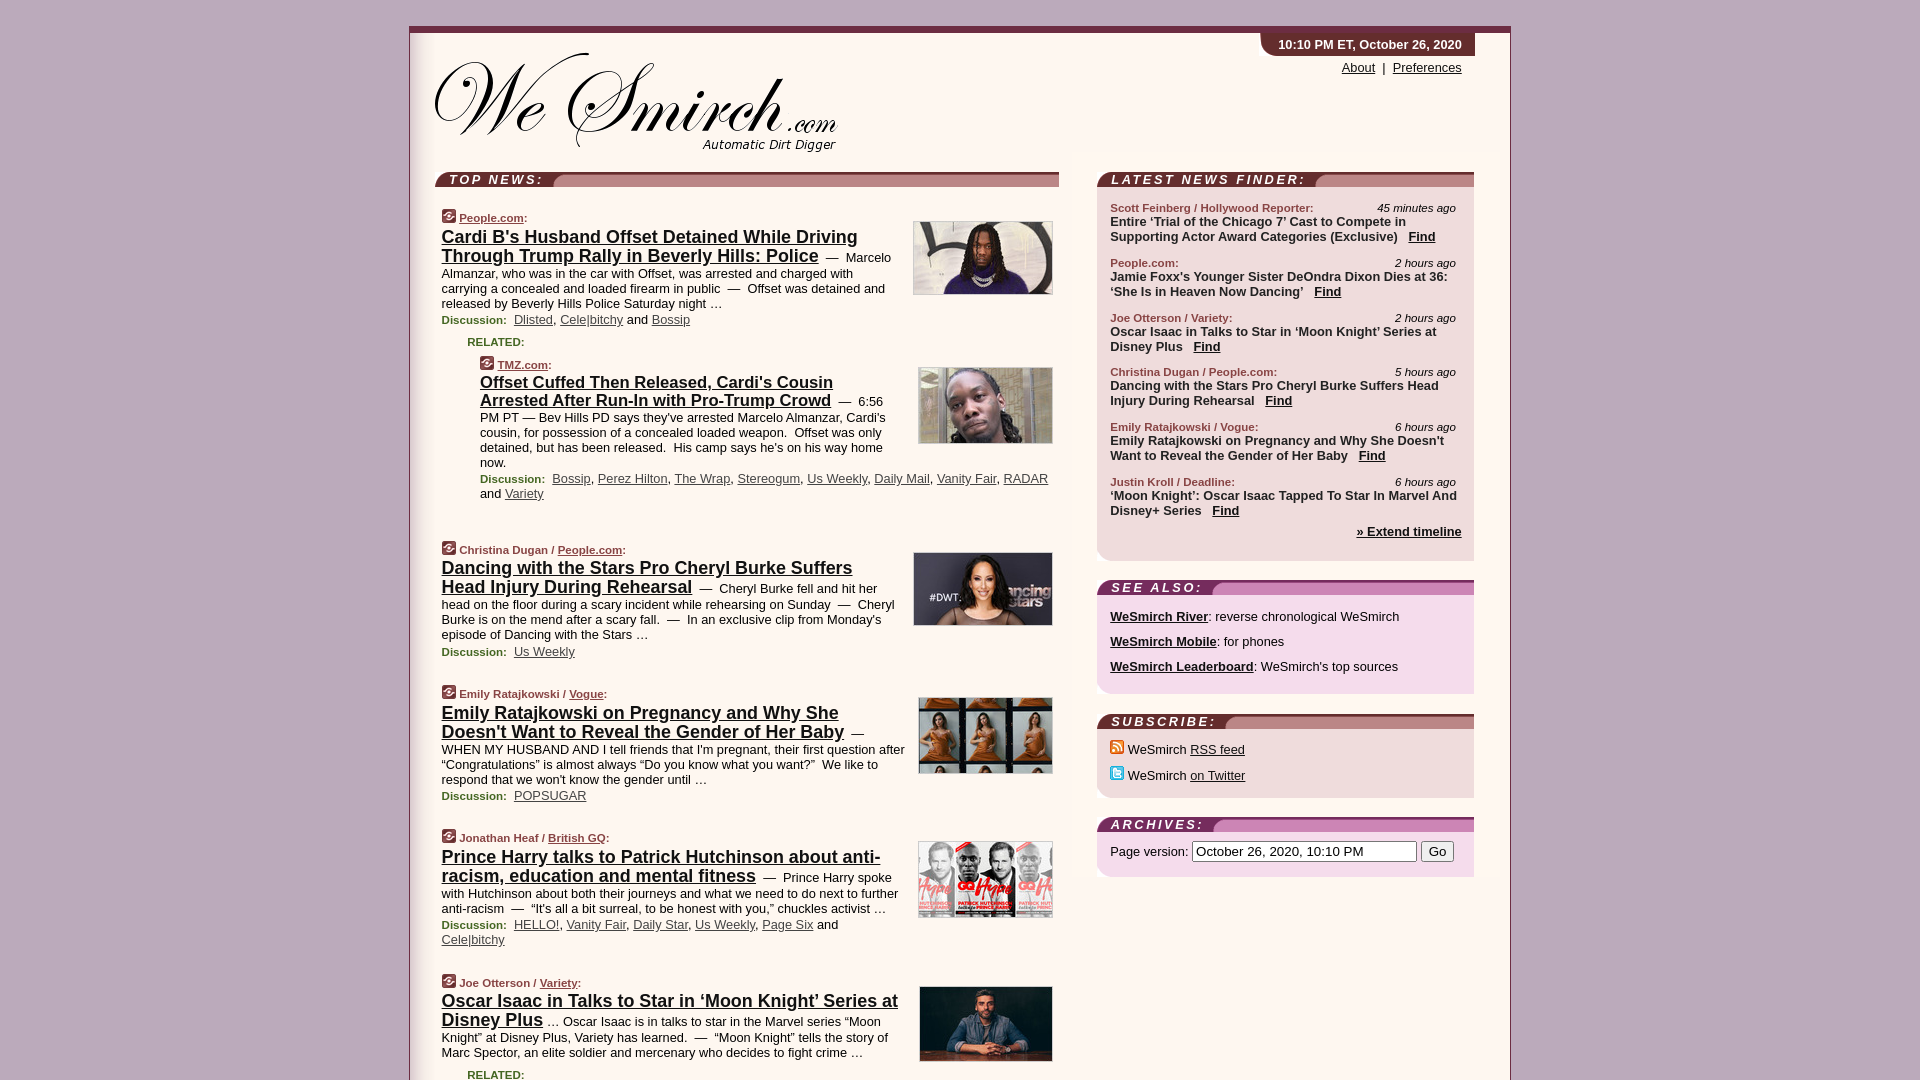 10:10 PM ET, October 26, 2020
About | Preferences
We Smirch .com
Automatic Dirt Digger
TOP NEWS:
People.com:
Cardi B's Husband Offset Detained While Driving
Through Trump Rally in Beverly Hills: Police — Marcelo
Almanzar, who was in the car with Offset, was arrested and charged with
carrying a concealed and loaded firearm in public — Offset was detained and
released by Beverly Hills Police Saturday night …
Discussion: Dlisted, Cele|bitchy and Bossip
RELATED:
TMZ.com:
Offset Cuffed Then Released, Cardi's Cousin
Arrested After Run-In with Pro-Trump Crowd — 6:56
PM PT — Bev Hills PD says they've arrested Marcelo Almanzar, Cardi's
cousin, for possession of a concealed loaded weapon. Offset was only
detained, but has been released. His camp says he's on his way home
now.
Discussion: Bossip, Perez Hilton, The Wrap, Stereogum, Us Weekly, Daily Mail, Vanity Fair, RADAR
and Variety
Christina Dugan / People.com:
Dancing with the Stars Pro Cheryl Burke Suffers
Head Injury During Rehearsal — Cheryl Burke fell and hit her
head on the floor during a scary incident while rehearsing on Sunday — Cheryl
Burke is on the mend after a scary fall. — In an exclusive clip from Monday's
episode of Dancing with the Stars …
Discussion: Us Weekly
#DWT
ncing
stars
Emily Ratajkowski / Vogue:
Emily Ratajkowski on Pregnancy and Why She
Doesn't Want to Reveal the Gender of Her Baby —
WHEN MY HUSBAND AND I tell friends that I'm pregnant, their first question after
“Congratulations” is almost always “Do you know what you want?” We like to
respond that we won't know the gender until …
Discussion: POPSUGAR
Jonathan Heaf / British GQ:
Prince Harry talks to Patrick Hutchinson about anti-
racism, education and mental fitness — Prince Harry spoke
with Hutchinson about both their journeys and what we need to do next to further
anti-racism — “It's all a bit surreal, to be honest with you,” chuckles activist …
Discussion: HELLO!, Vanity Fair, Daily Star, Us Weekly, Page Six and
Cele|bitchy
GQ Hype
PATRICK HUTCHINSON
Joe Otterson / Variety:
Oscar Isaac in Talks to Star in ‘Moon Knight’ Series at
Disney Plus … Oscar Isaac is in talks to star in the Marvel series “Moon
Knight” at Disney Plus, Variety has learned. — “Moon Knight” tells the story of
Marc Spector, an elite soldier and mercenary who decides to fight crime …
RELATED:
LATEST NEWS FINDER:
Scott Feinberg / Hollywood Reporter: 45 minutes ago
Entire ‘Trial of the Chicago 7’ Cast to Compete in
Supporting Actor Award Categories (Exclusive) Find
People.com: 2 hours ago
Jamie Foxx's Younger Sister DeOndra Dixon Dies at 36:
‘She Is in Heaven Now Dancing’ Find
Joe Otterson / Variety: 2 hours ago
Oscar Isaac in Talks to Star in ‘Moon Knight’ Series at
Disney Plus Find
Christina Dugan / People.com: 5 hours ago
Dancing with the Stars Pro Cheryl Burke Suffers Head
Injury During Rehearsal Find
Emily Ratajkowski / Vogue: 6 hours ago
Emily Ratajkowski on Pregnancy and Why She Doesn't
Want to Reveal the Gender of Her Baby Find
Justin Kroll / Deadline: 6 hours ago
‘Moon Knight’: Oscar Isaac Tapped To Star In Marvel And
Disney+ Series Find
» Extend timeline
SEE ALSO:
WeSmirch River: reverse chronological WeSmirch
WeSmirch Mobile: for phones
WeSmirch Leaderboard: WeSmirch's top sources
SUBSCRIBE:
WeSmirch RSS feed
WeSmirch on Twitter
ARCHIVES:
Page version: October 26, 2020, 10:10 PM Go